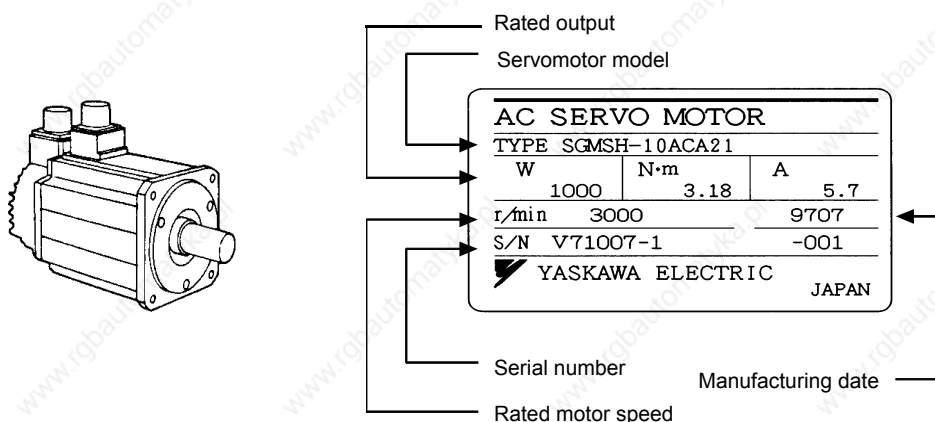 Rated output
Servomotor model
AC SERVO MOTOR
TYPE SGMSH-10ACA21
W N·m A
1000 3.18 5.7
r/min 3000 9707
S/N V71007-1 -001
YASKAWA ELECTRIC
JAPAN
Serial number
Manufacturing date
Rated motor speed